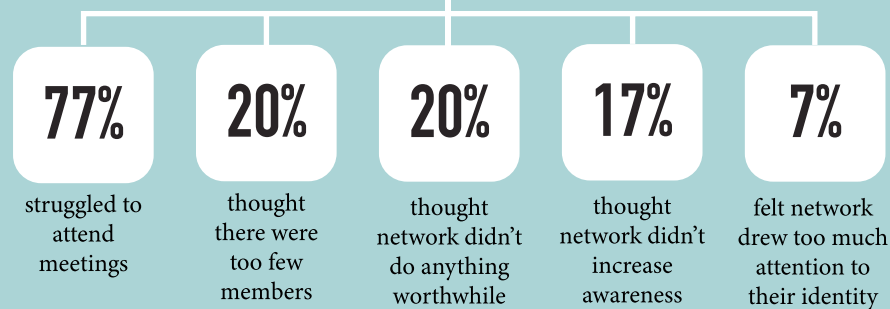 77%
struggled to
attend
meetings
20%
thought
there were
too few
members
20%
thought
network didn't
do anything
worthwhile
17%
thought
network didn't
increase
awareness
7%
felt network
drew too much
attention to
their identity